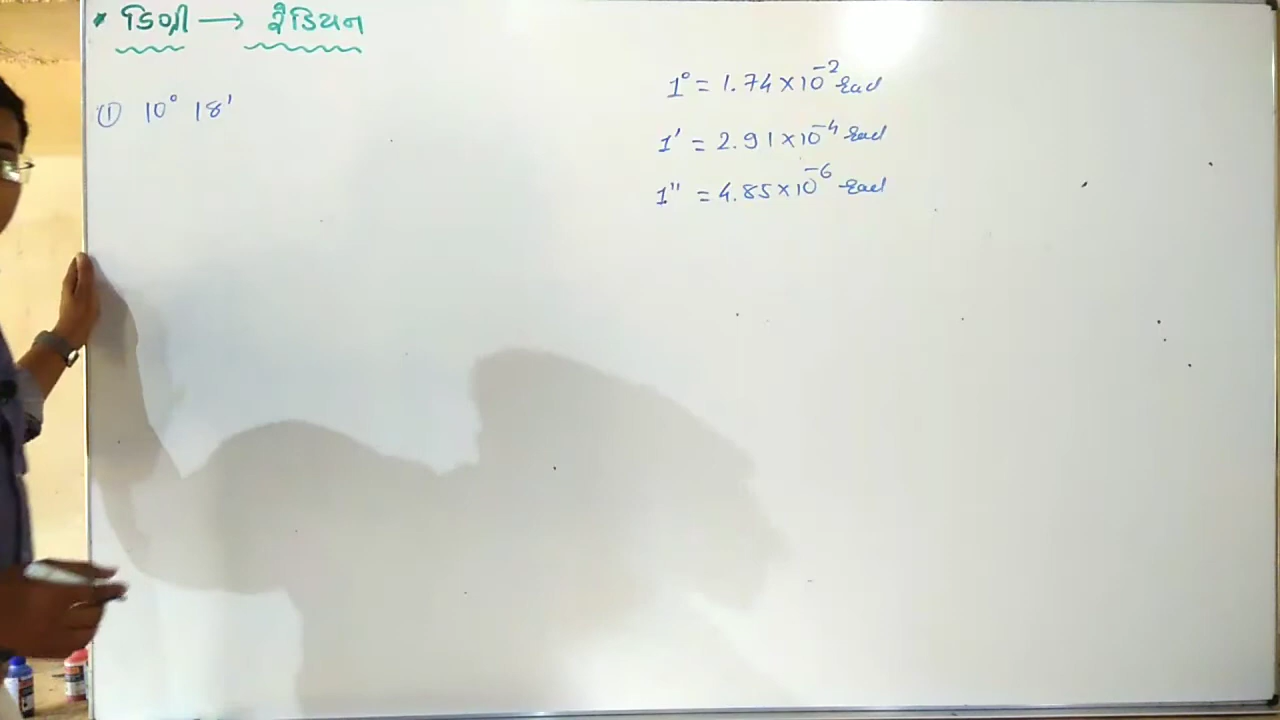 * ડિગ્રી → રેડિયન
① 10° 18'
1° = 1.74 × 10⁻² rad
1' = 2.91 × 10⁻⁴ rad
1" = 4.85 × 10⁻⁶ rad